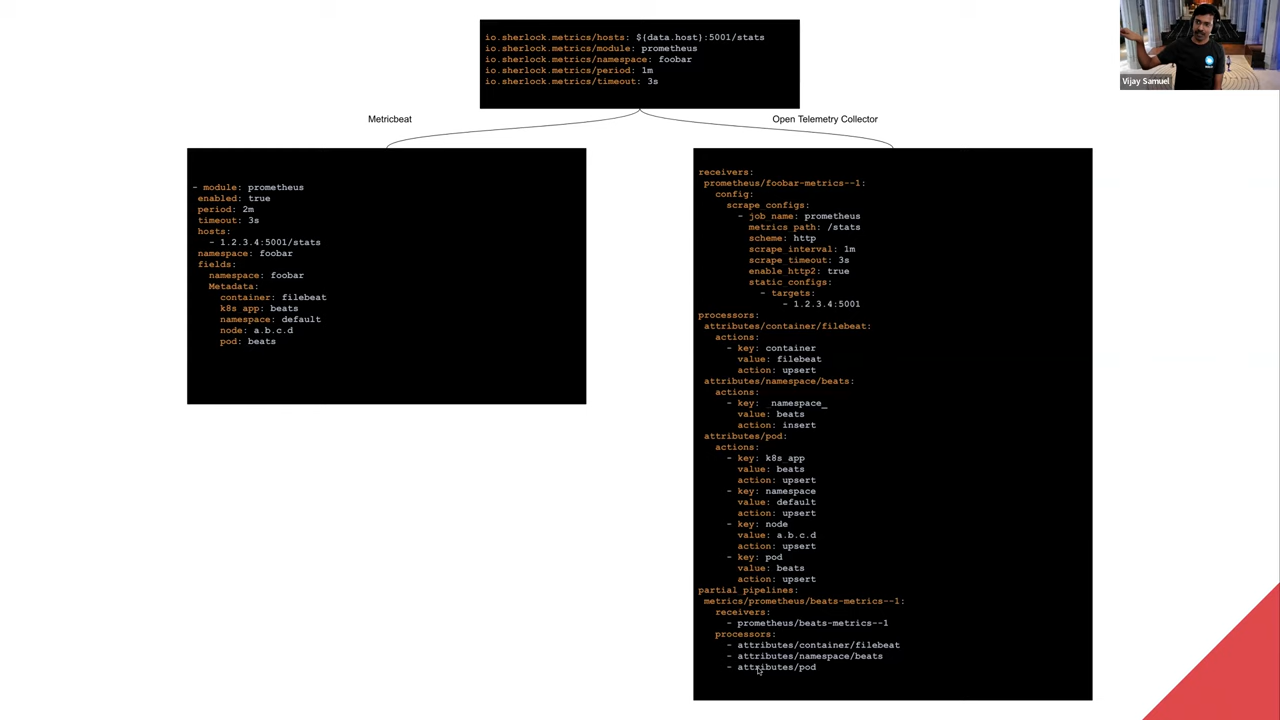 io.sherlock.metrics/hosts: ${data.host}:5001/stats
io.sherlock.metrics/module: prometheus
io.sherlock.metrics/namespace: foobar
io.sherlock.metrics/period: 1m
io.sherlock.metrics/timeout: 3s
Vijay Samuel
Metricbeat
Open Telemetry Collector
- module: prometheus
enabled: true
period: 2m
timeout: 3s
hosts:
- 1.2.3.4:5001/stats
namespace: foobar
fields:
namespace: foobar
Metadata:
container: filebeat
k8s app: beats
namespace: default
node: a.b.c.d
pod: beats
receivers:
prometheus/foobar-metrics--1:
config:
scrape configs:
- job name: prometheus
metrics path: /stats
scheme: http
scrape interval: 1m
scrape timeout: 3s
enable http2: true
static configs:
- targets:
- 1.2.3.4:5001
processors:
attributes/container/filebeat:
actions:
- key: container
value: filebeat
action: upsert
attributes/namespace/beats:
actions:
- key: _namespace_
value: beats
action: insert
attributes/pod:
actions:
- key: k8s app
value: beats
action: upsert
- key: namespace
value: default
action: upsert
- key: node
value: a.b.c.d
action: upsert
- key: pod
value: beats
action: upsert
partial pipelines:
metrics/prometheus/beats-metrics--1:
receivers:
- prometheus/beats-metrics--1
processors:
- attributes/container/filebeat
- attributes/namespace/beats
- attributes/pod